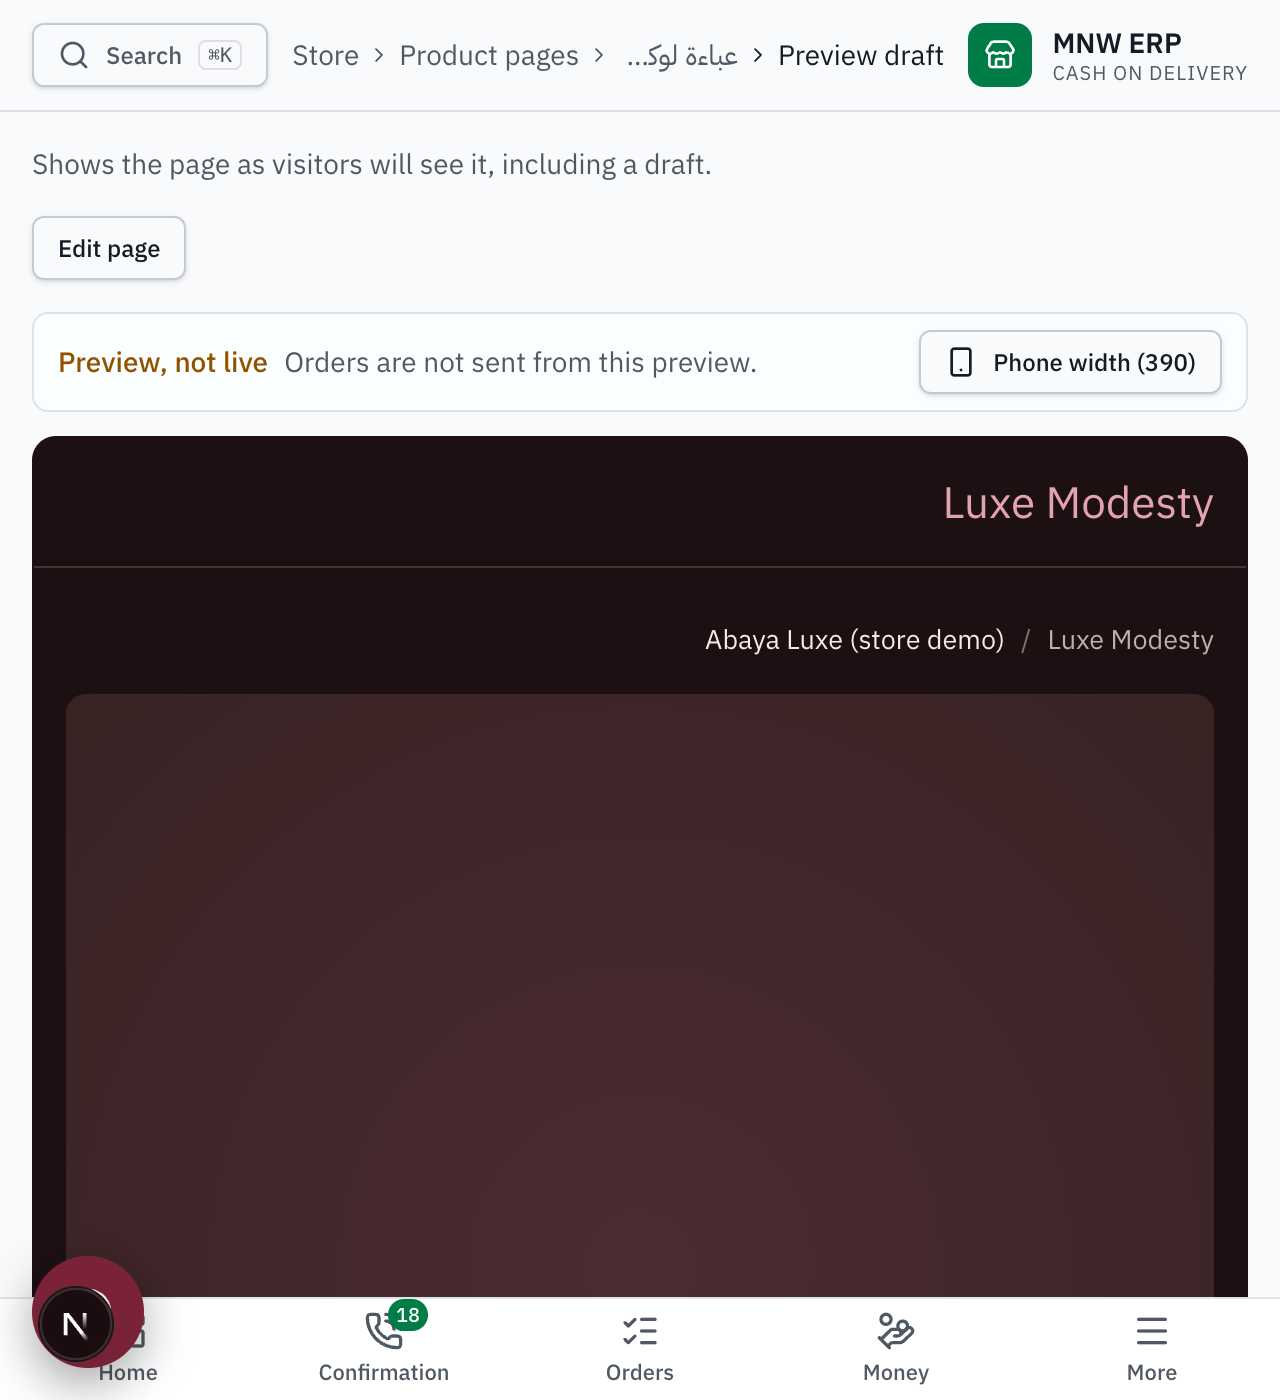 Search ⌘K
Store > Product pages > عباءة لوكـ... > Preview draft
MNW ERP
CASH ON DELIVERY
Shows the page as visitors will see it, including a draft.
Edit page
Preview, not live Orders are not sent from this preview.
Phone width (390)
Luxe Modesty
Abaya Luxe (store demo) / Luxe Modesty
N
18
Home
Confirmation
Orders
Money
More